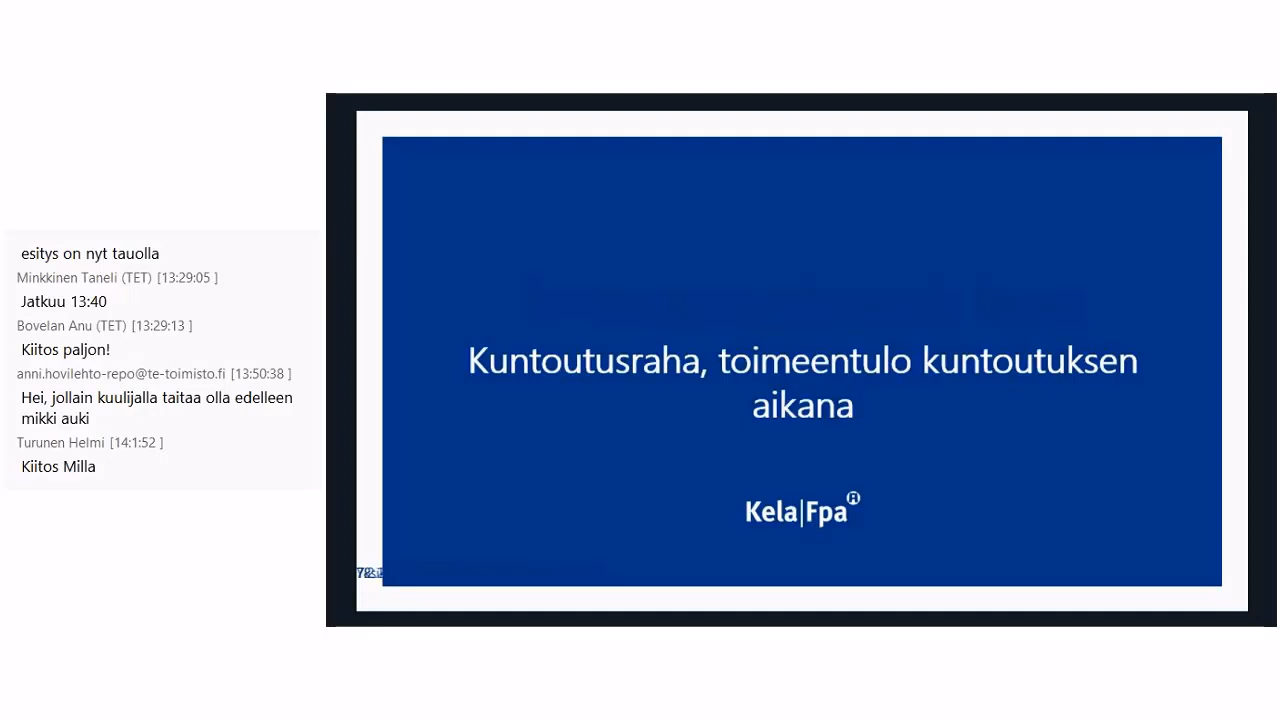 esitys on nyt tauolla
Minkkinen Taneli (TET) [13:29:05 ]
Jatkuu 13:40
Bovelan Anu (TET) [13:29:13 ]
Kiitos paljon!
anni.hovilehto-repo@te-toimisto.fi [13:50:38 ]
Hei, jollain kuulijalla taitaa olla edelleen
mikki auki
Turunen Helmi [14:1:52 ]
Kiitos Milla
Kuntoutusraha, toimeentulo kuntoutuksen
aikana
Kela|Fpa